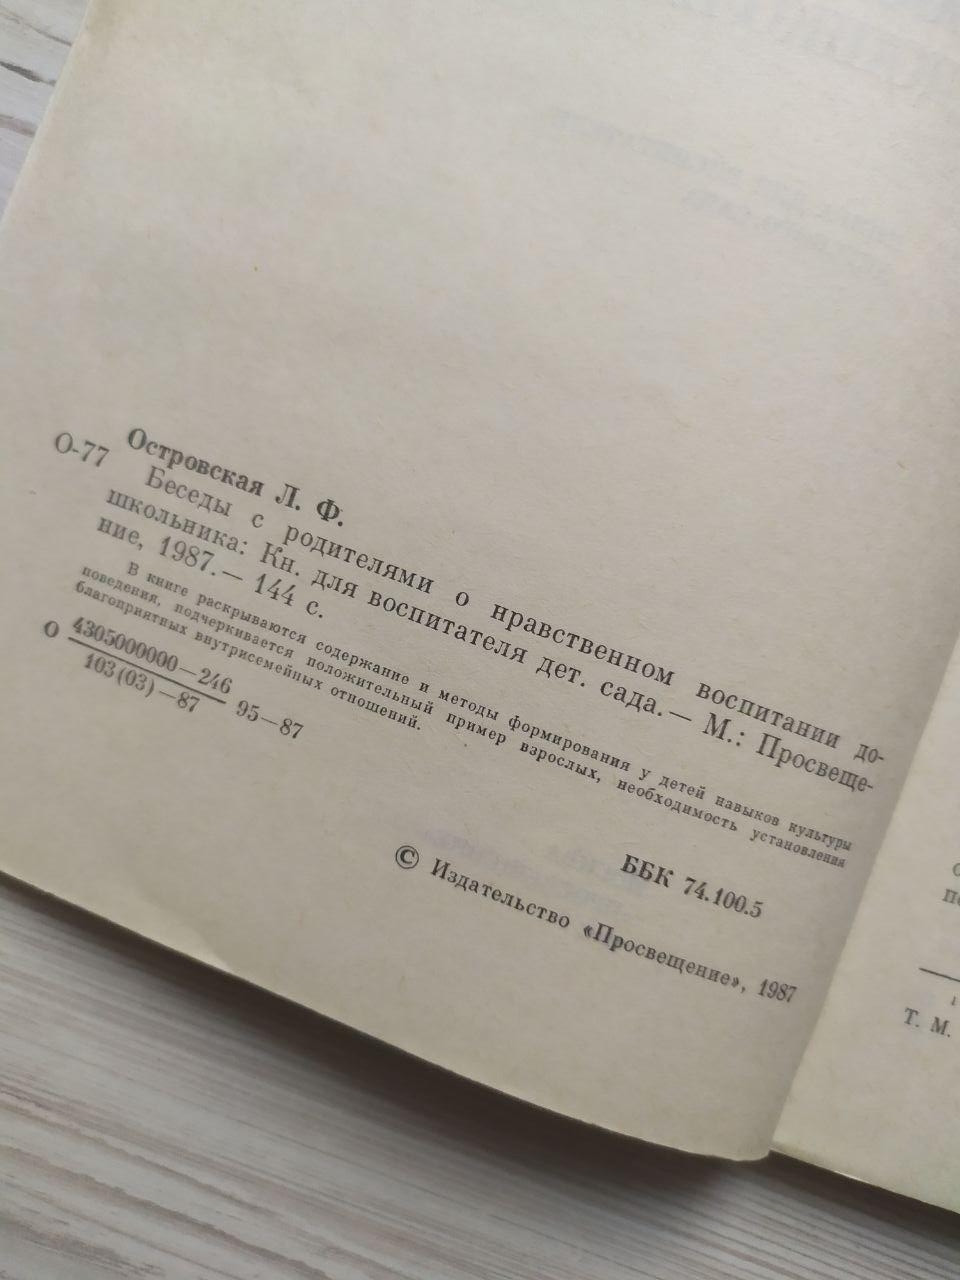 Островская Л. Ф.
О-77 Беседы с родителями о нравственном воспитании до-
школьника: Кн. для воспитателя дет. сада.— М.: Просвеще-
ние, 1987.— 144 с.
В книге раскрываются содержание и методы формирования у детей навыков культуры
поведения, подчеркивается положительный пример взрослых, необходимость установления
благоприятных внутрисемейных отношений.
О 4305000000—246
103(03)—87 95—87
ББК 74.100.5
© Издательство «Просвещение», 1987
1
Т. М.